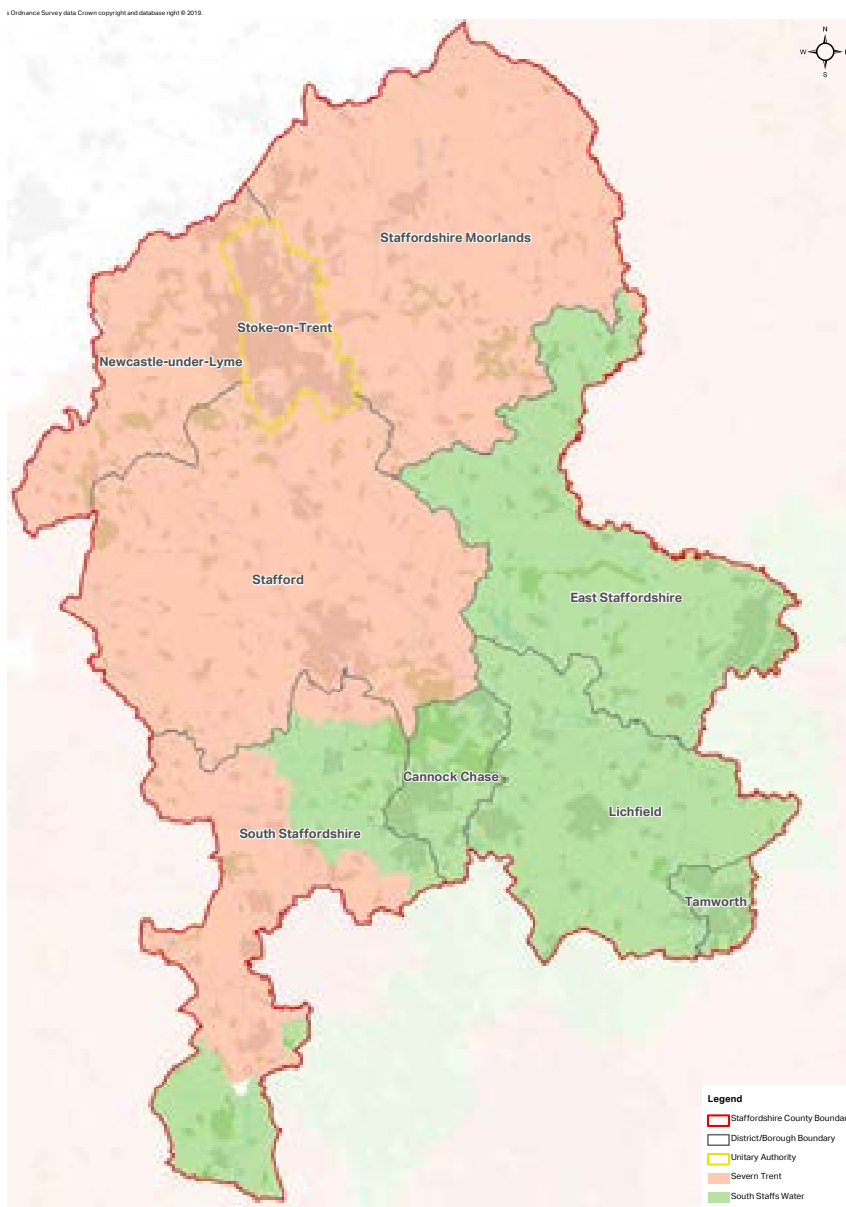 s Ordnance Survey data Crown copyright and database right © 2019.
N
W
S
Staffordshire Moorlands
Stoke-on-Trent
Newcastle-under-Lyme
Stafford
East Staffordshire
Cannock Chase
Lichfield
South Staffordshire
Tamworth
Legend
Staffordshire County Boundar
District/Borough Boundary
Unitary Authority
Severn Trent
South Staffs Water